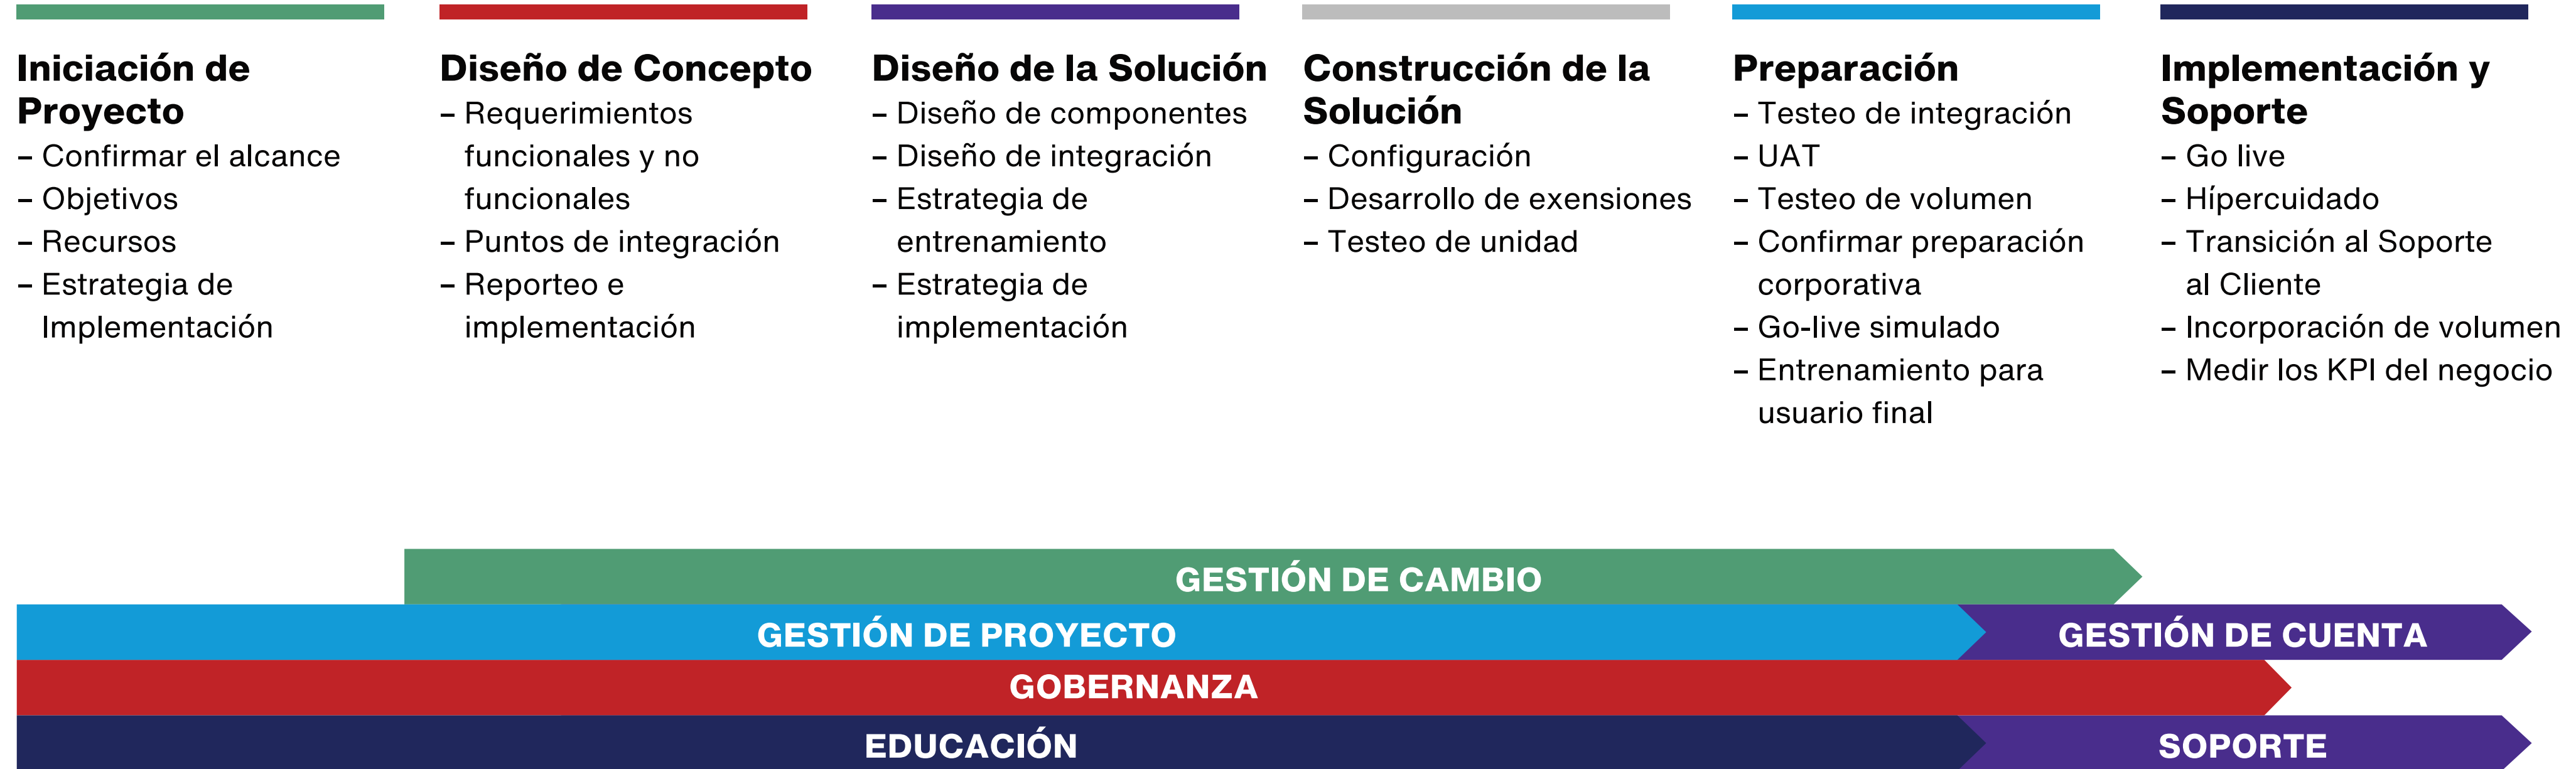 Iniciación de
Proyecto
– Confirmar el alcance
– Objetivos
– Recursos
– Estrategia de
Implementación
Diseño de Concepto
– Requerimientos
funcionales y no
funcionales
– Puntos de integración
– Reporteo e
implementación
Diseño de la Solución
– Diseño de componentes
– Diseño de integración
– Estrategia de
entrenamiento
– Estrategia de
implementación
Construcción de la
Solución
– Configuración
– Desarrollo de exensiones
– Testeo de unidad
Preparación
– Testeo de integración
– UAT
– Testeo de volumen
– Confirmar preparación
corporativa
– Go-live simulado
– Entrenamiento para
usuario final
Implementación y
Soporte
– Go live
– Hípercuidado
– Transición al Soporte
al Cliente
– Incorporación de volumen
– Medir los KPI del negocio
GESTIÓN DE CAMBIO
GESTIÓN DE PROYECTO
GESTIÓN DE CUENTA
GOBERNANZA
EDUCACIÓN
SOPORTE